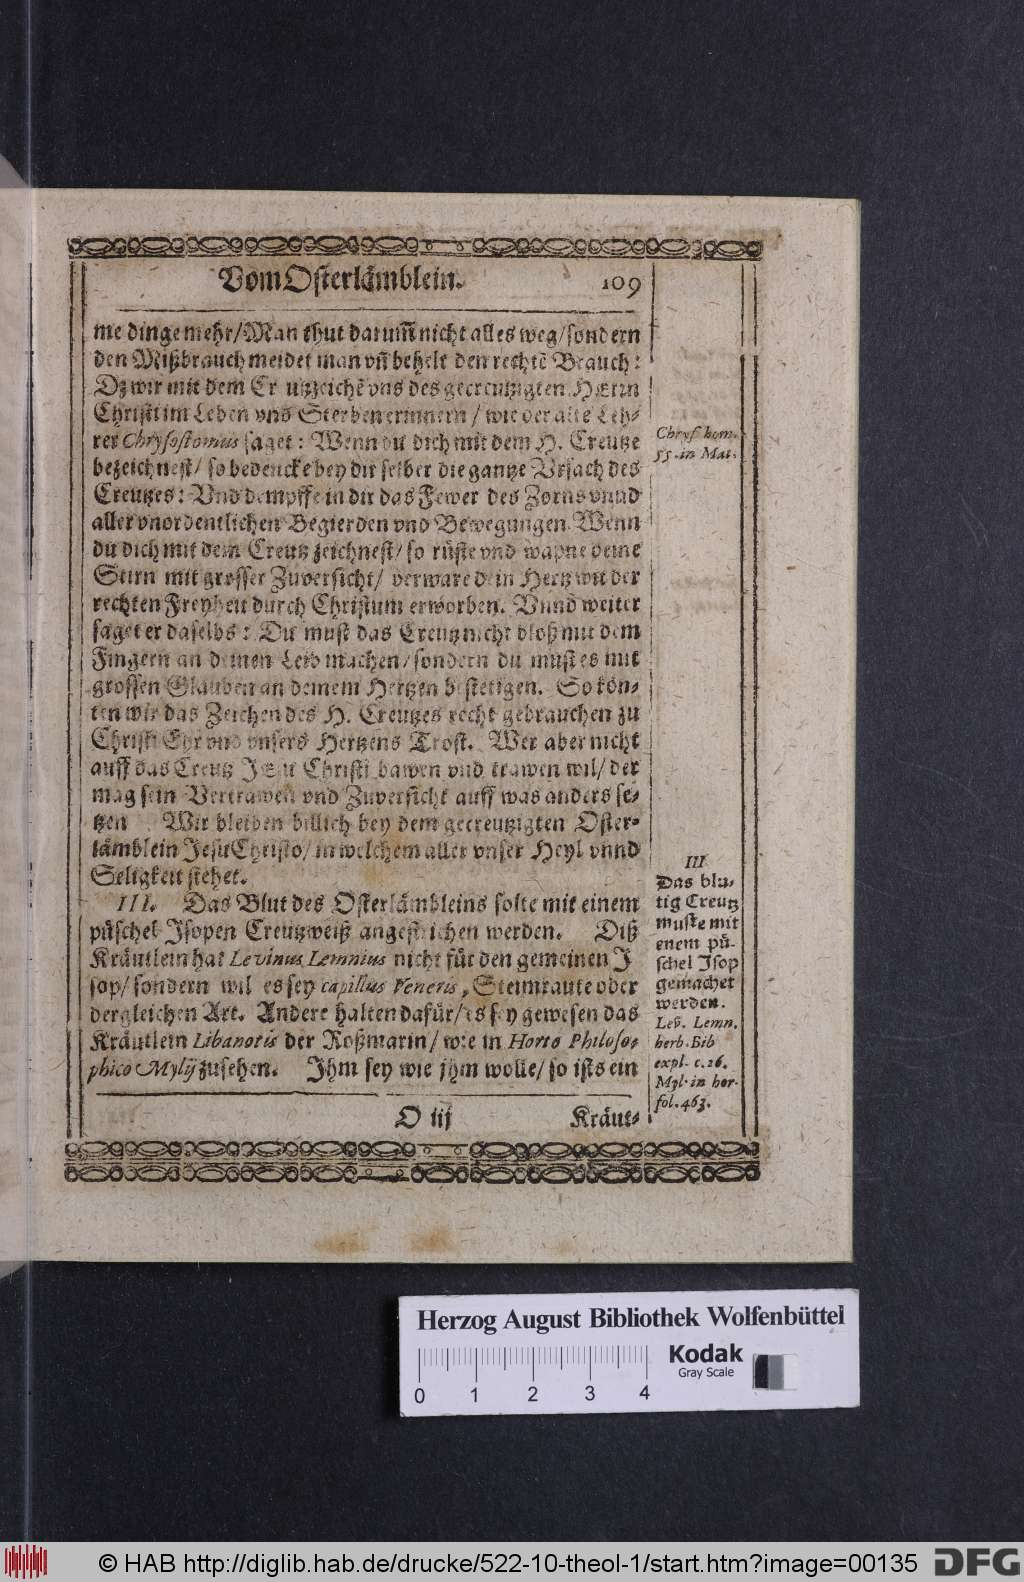 Vom Osterlämblein. 109
me dinge mehr/Man thut darum̃ nicht alles weg/sondern
den Mißbrauch meidet man vñ behelt den rechtẽ Brauch:
Dz wir mit dem Creutzzeichẽ vns des gecreutzigten HErrn
Christi im Leben vns Sterben erinnern / wie der alte Leh-
rer Chrysostomus saget: Wenn du dich mit dem H. Creutze
bezeichnest/ so bedencke bey dir selber die gantze Vrsach des
Creutzes: Vnd dempffe in dir das Fewer des Zorns vnnd
aller vnordentlichen Begierden vnd Bewegungen. Wenn
du dich mit dem Creutz zeichnest/ so rüste vnd wapne deine
Stirn mit grosser Zuversicht/ verware dein Hertz mit der
rechten Freyheit durch Christum erworben. Vnnd weiter
saget er daselbs: Du must das Creutz nicht bloß mit dem
Fingern an deinen Leib machen/sondern du must es mit
grossen Glauben an deinem Hertzen bestetigen. So kön-
ten wir das Zeichen des H. Creutzes recht gebrauchen zu
Christi Ehr vnd vnsers Hertzens Trost. Wer aber nicht
auff das Creutz JEsu Christi bawen vnd trawen wil/ der
mag sein Vertrawen vnd Zuversicht auff was anders se-
tzen. Wir bleiben billich bey dem gecreutzigten Oster-
lämblein Jesu Christo/ in welchem aller vnser Heyl vnnd
Seligkeit stehet.
III. Das Blut des Osterlämbleins solte mit einem
püschel Isopen Creutzweiß angestrichen werden. Diß
Kräutlein hat Levinus Lemnius nicht für den gemeinen I
sop/ sondern wil es sey capillus Veneris, Steinraute oder
dergleichen Art. Andere halten dafür/ es sey gewesen das
Kräutlein Libanotis der Roßmarin/ wie in Horto Philoso-
phico Mylij zusehen. Ihm sey wie jhm wolle/ so ists ein
O iij Kräut-
Chrys. hom.
55. in Mat.
III
Das blu-
tig Creutz
muste mit
enem pü-
schel Isop
gemachet
werden.
Lev. Lemn.
herb. Bib
expl. c. 26.
Myl. in hor.
fol. 463.
Herzog August Bibliothek Wolfenbüttel
Kodak
Gray Scale
0 1 2 3 4
© HAB http://diglib.hab.de/drucke/522-10-theol-1/start.htm?image=00135
DFG